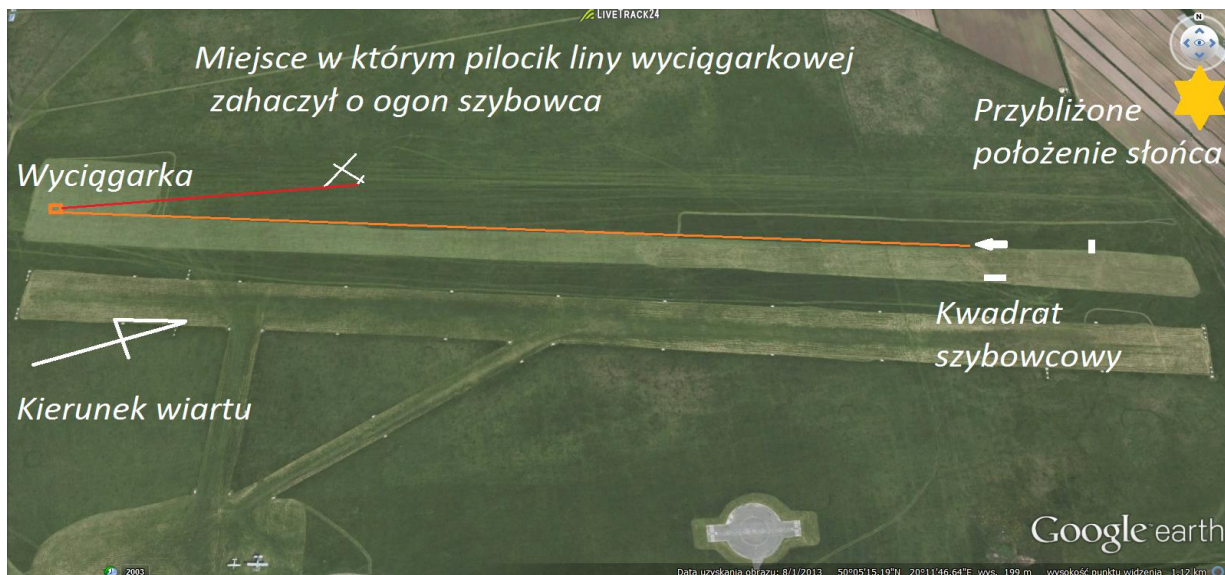 LIVETRACK24
Miejsce w którym pilocik liny wyciągarkowej
zahaczył o ogon szybowca
N
Przybliżone
położenie słońca
Wyciągarka
Kwadrat
szybowcowy
Kierunek wiartu
Google earth
2003
Data uzyskania obrazu: 8/1/2013 50°05'15.19"N 20°11'46.64"E wys. 199 m wysokość punktu widzenia 1.12 km